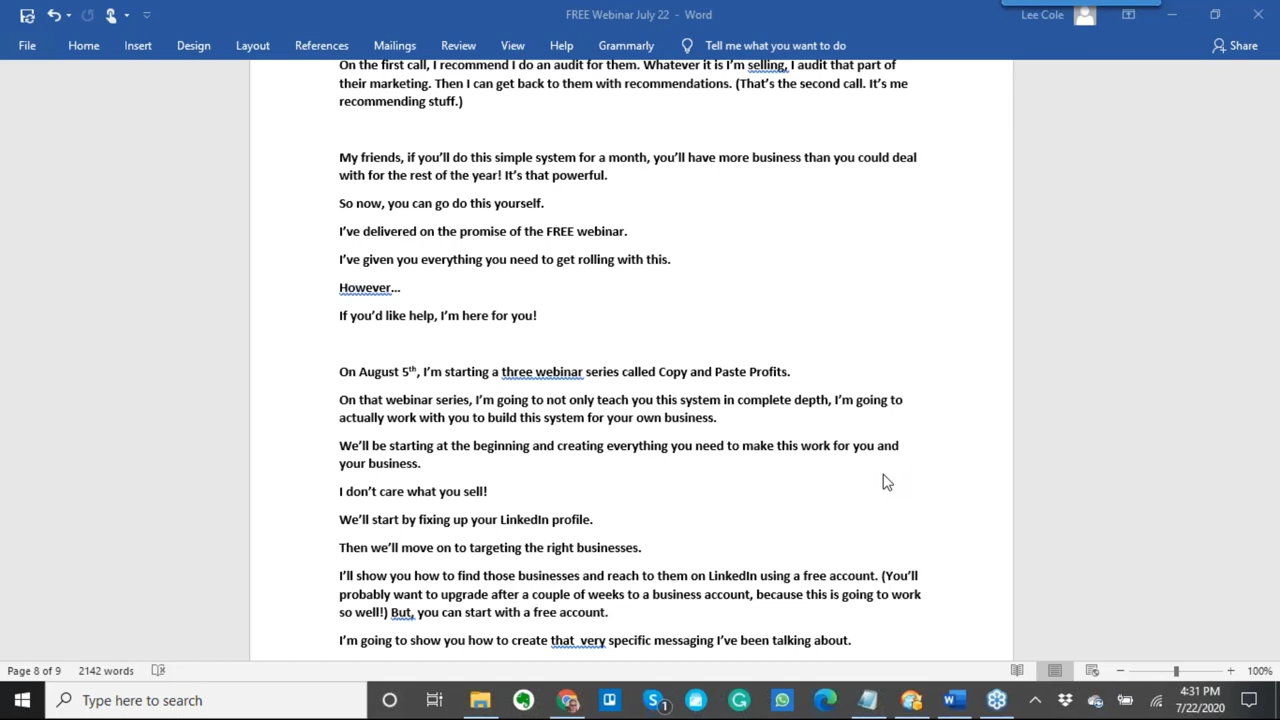 FREE Webinar July 22 - Word
Lee Cole
File Home Insert Design Layout References Mailings Review View Help Grammarly Tell me what you want to do Share
On the first call, I recommend I do an audit for them. Whatever it is I'm selling, I audit that part of
their marketing. Then I can get back to them with recommendations. (That's the second call. It's me
recommending stuff.)
My friends, if you'll do this simple system for a month, you'll have more business than you could deal
with for the rest of the year! It's that powerful.
So now, you can go do this yourself.
I've delivered on the promise of the FREE webinar.
I've given you everything you need to get rolling with this.
However...
If you'd like help, I'm here for you!
On August 5th, I'm starting a three webinar series called Copy and Paste Profits.
On that webinar series, I'm going to not only teach you this system in complete depth, I'm going to
actually work with you to build this system for your own business.
We'll be starting at the beginning and creating everything you need to make this work for you and
your business.
I don't care what you sell!
We'll start by fixing up your LinkedIn profile.
Then we'll move on to targeting the right businesses.
I'll show you how to find those businesses and reach to them on LinkedIn using a free account. (You'll
probably want to upgrade after a couple of weeks to a business account, because this is going to work
so well!) But, you can start with a free account.
I'm going to show you how to create that  very specific messaging I've been talking about.
Page 8 of 9 2142 words 100%
Type here to search
4:31 PM
7/22/2020